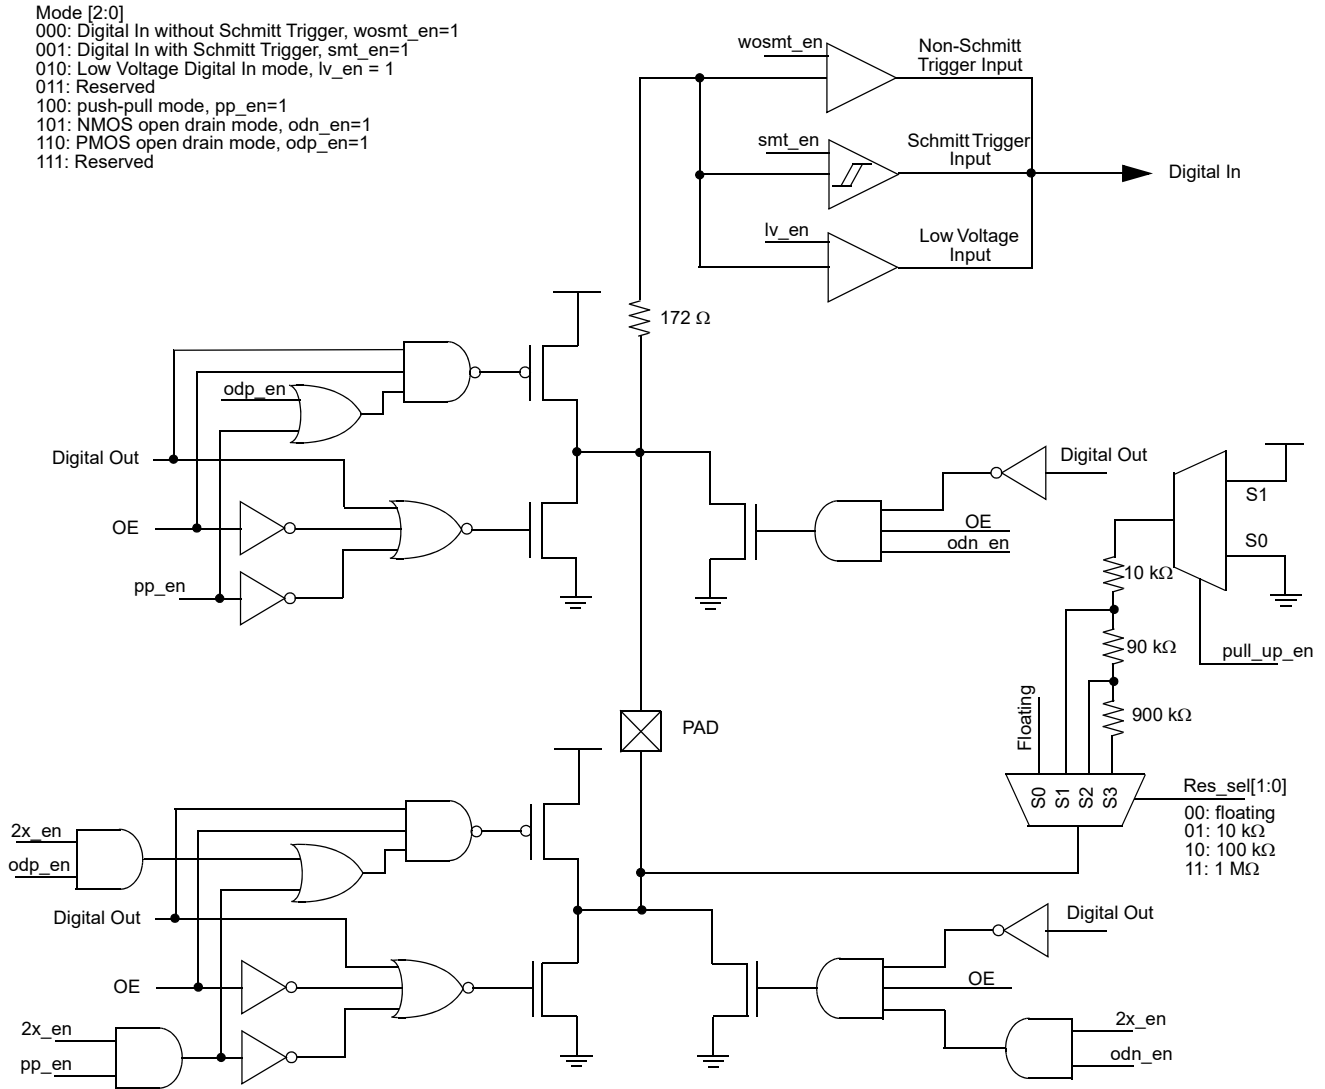 Mode [2:0]
000: Digital In without Schmitt Trigger, wosmt_en=1
001: Digital In with Schmitt Trigger, smt_en=1
010: Low Voltage Digital In mode, lv_en = 1
011: Reserved
100: push-pull mode, pp_en=1
101: NMOS open drain mode, odn_en=1
110: PMOS open drain mode, odp_en=1
111: Reserved
wosmt_en
Non-Schmitt
Trigger Input
smt_en
Schmitt Trigger
Input
Digital In
lv_en
Low Voltage
Input
172 Ω
odp_en
Digital Out
OE
pp_en
Digital Out
OE
odn_en
S1
S0
10 kΩ
90 kΩ
pull_up_en
900 kΩ
Floating
PAD
S0
S1
S2
S3
Res_sel[1:0]
00: floating
01: 10 kΩ
10: 100 kΩ
11: 1 MΩ
2x_en
odp_en
Digital Out
OE
2x_en
pp_en
Digital Out
OE
2x_en
odn_en